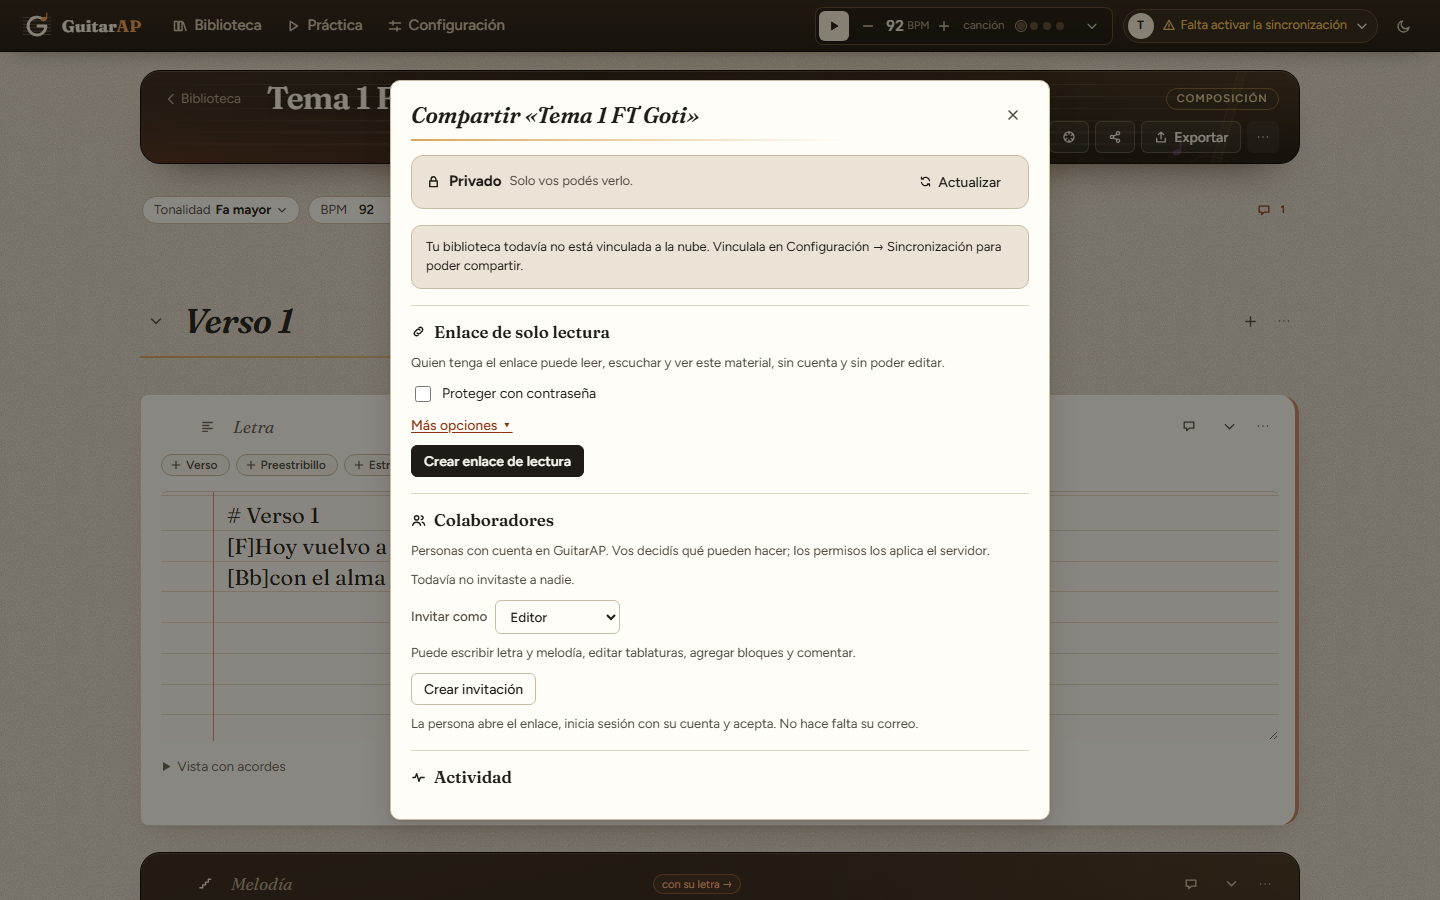 GuitarAP
Biblioteca
Práctica
Configuración
92 BPM
canción
T
Falta activar la sincronización
Biblioteca
Tema 1 F
COMPOSICIÓN
Exportar
Compartir «Tema 1 FT Goti»
Privado Solo vos podés verlo.
Actualizar
Tonalidad Fa mayor
BPM 92
1
Tu biblioteca todavía no está vinculada a la nube. Vinculala en Configuración → Sincronización para
poder compartir.
Verso 1
Enlace de solo lectura
Quien tenga el enlace puede leer, escuchar y ver este material, sin cuenta y sin poder editar.
Proteger con contraseña
Más opciones
Crear enlace de lectura
Letra
+ Verso
+ Preestribillo
+ Estr
# Verso 1
[F]Hoy vuelvo a
[Bb]con el alma
Colaboradores
Personas con cuenta en GuitarAP. Vos decidís qué pueden hacer; los permisos los aplica el servidor.
Todavía no invitaste a nadie.
Invitar como Editor
Puede escribir letra y melodía, editar tablaturas, agregar bloques y comentar.
Crear invitación
La persona abre el enlace, inicia sesión con su cuenta y acepta. No hace falta su correo.
Actividad
Vista con acordes
Melodía
con su letra →